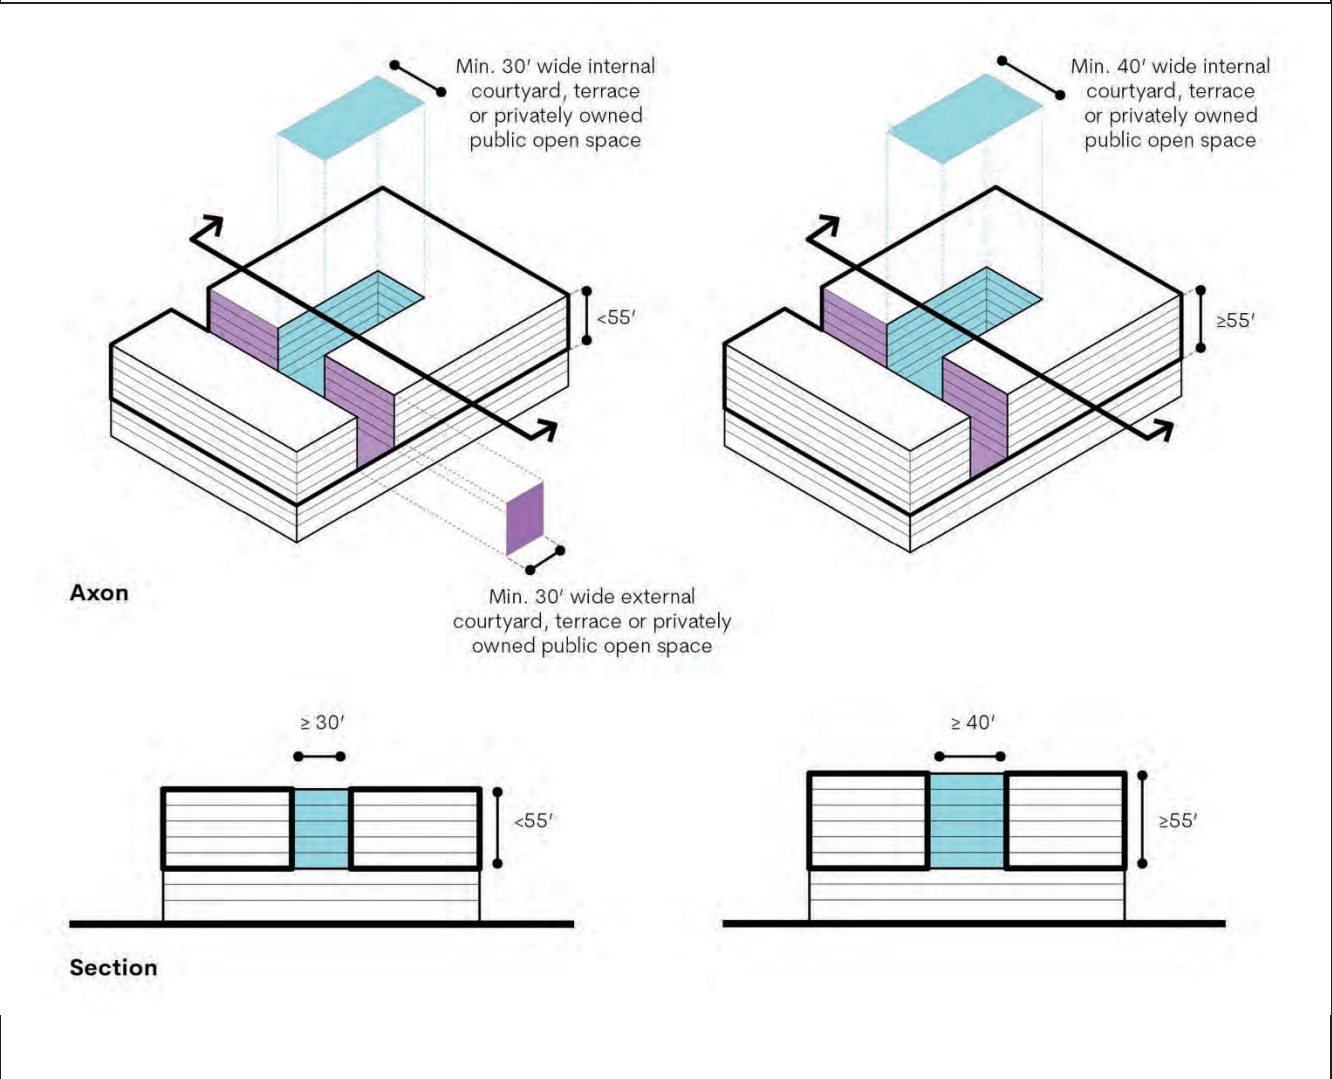 Min. 30′ wide internal
courtyard, terrace
or privately owned
public open space
Min. 40′ wide internal
courtyard, terrace
or privately owned
public open space
<55′
≥55′
Axon
Min. 30′ wide external
courtyard, terrace or privately
owned public open space
≥ 30′
≥ 40′
<55′
≥55′
Section